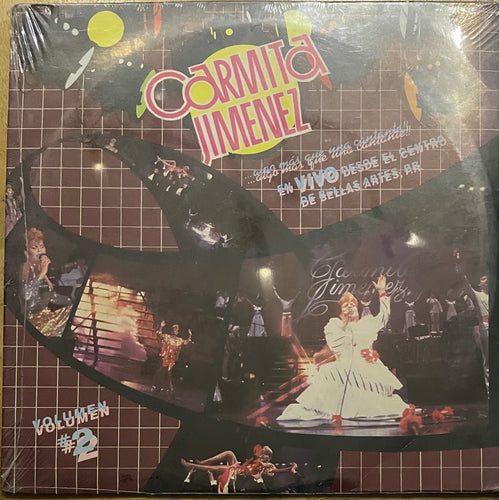 CARMITA
JIMENEZ
...algo más que una cantante!!
EN VIVO DESDE EL CENTRO
DE BELLAS ARTES, PR
Carmita
Jimenez
VOLUMEN
#2